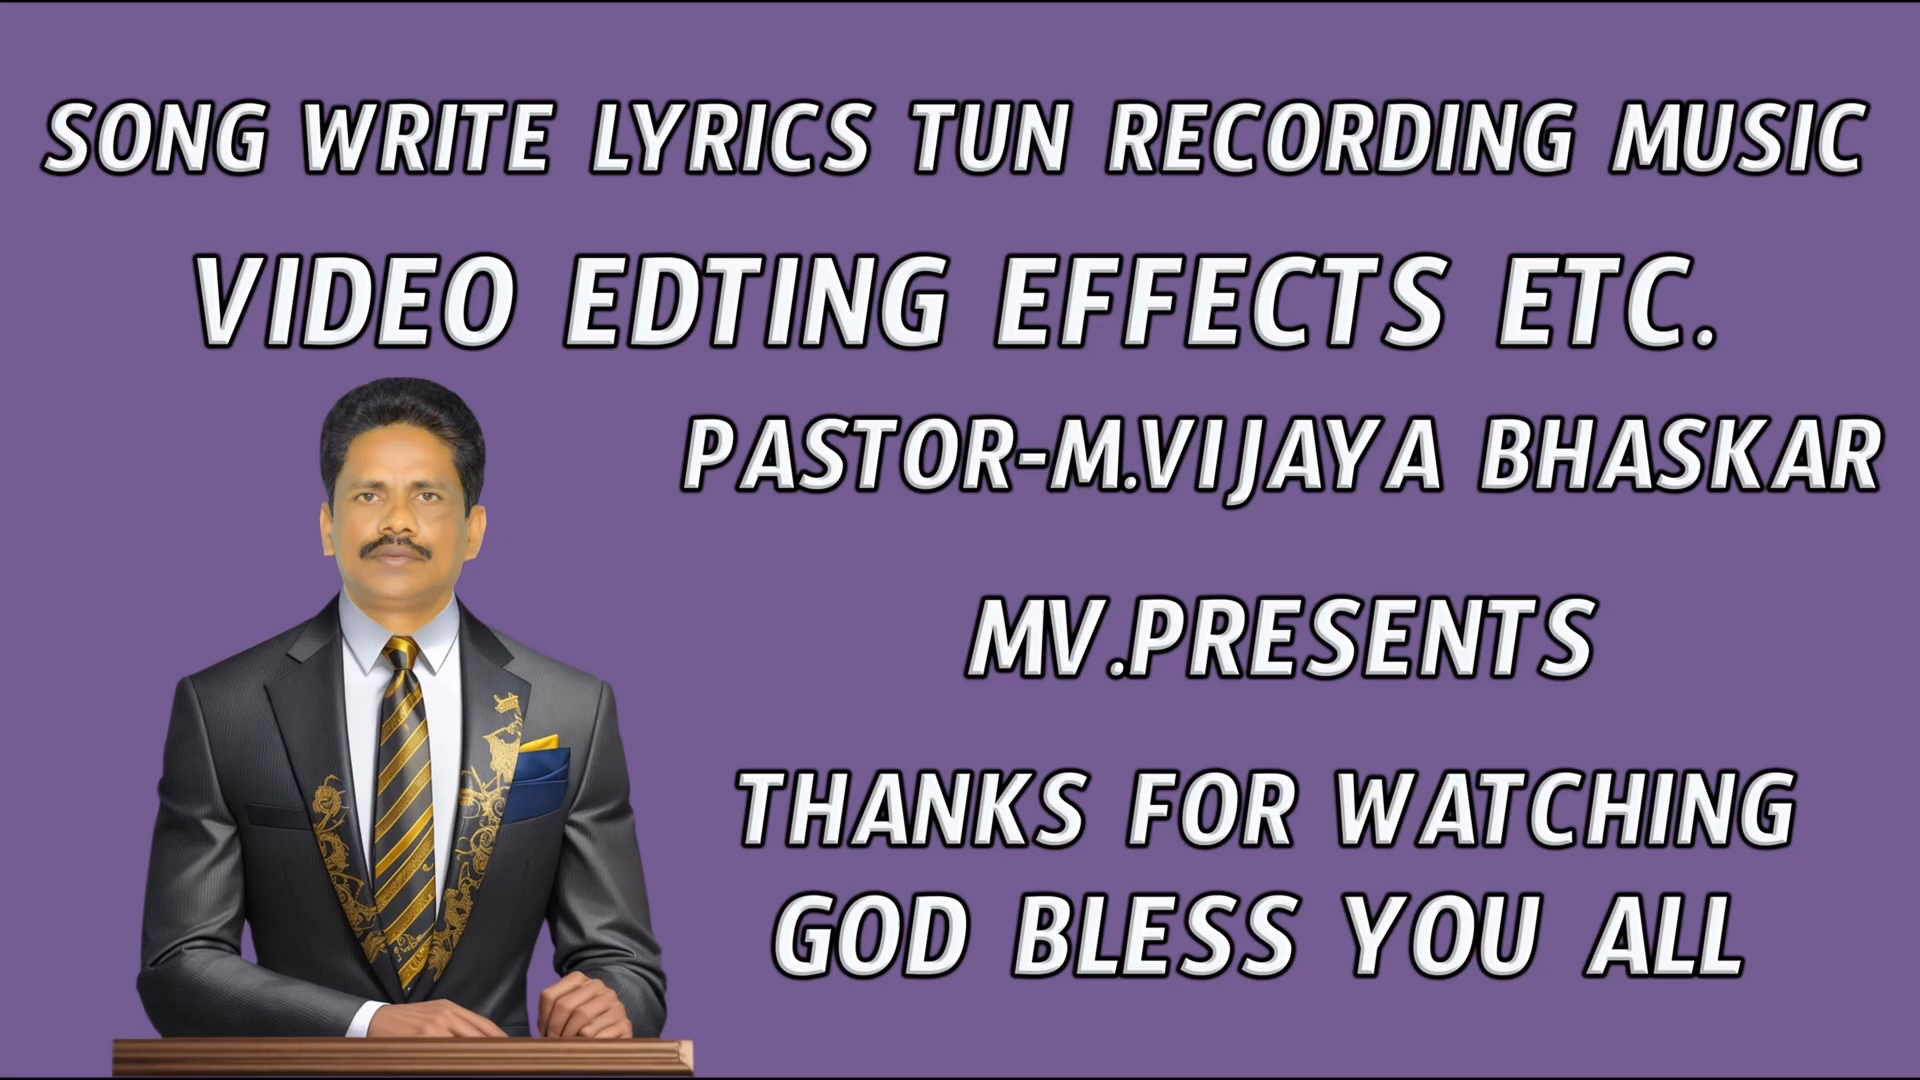 SONG WRITE LYRICS TUN RECORDING MUSIC
VIDEO EDTING EFFECTS ETC.
PASTOR-M.VIJAYA BHASKAR
MV.PRESENTS
THANKS FOR WATCHING
GOD BLESS YOU ALL